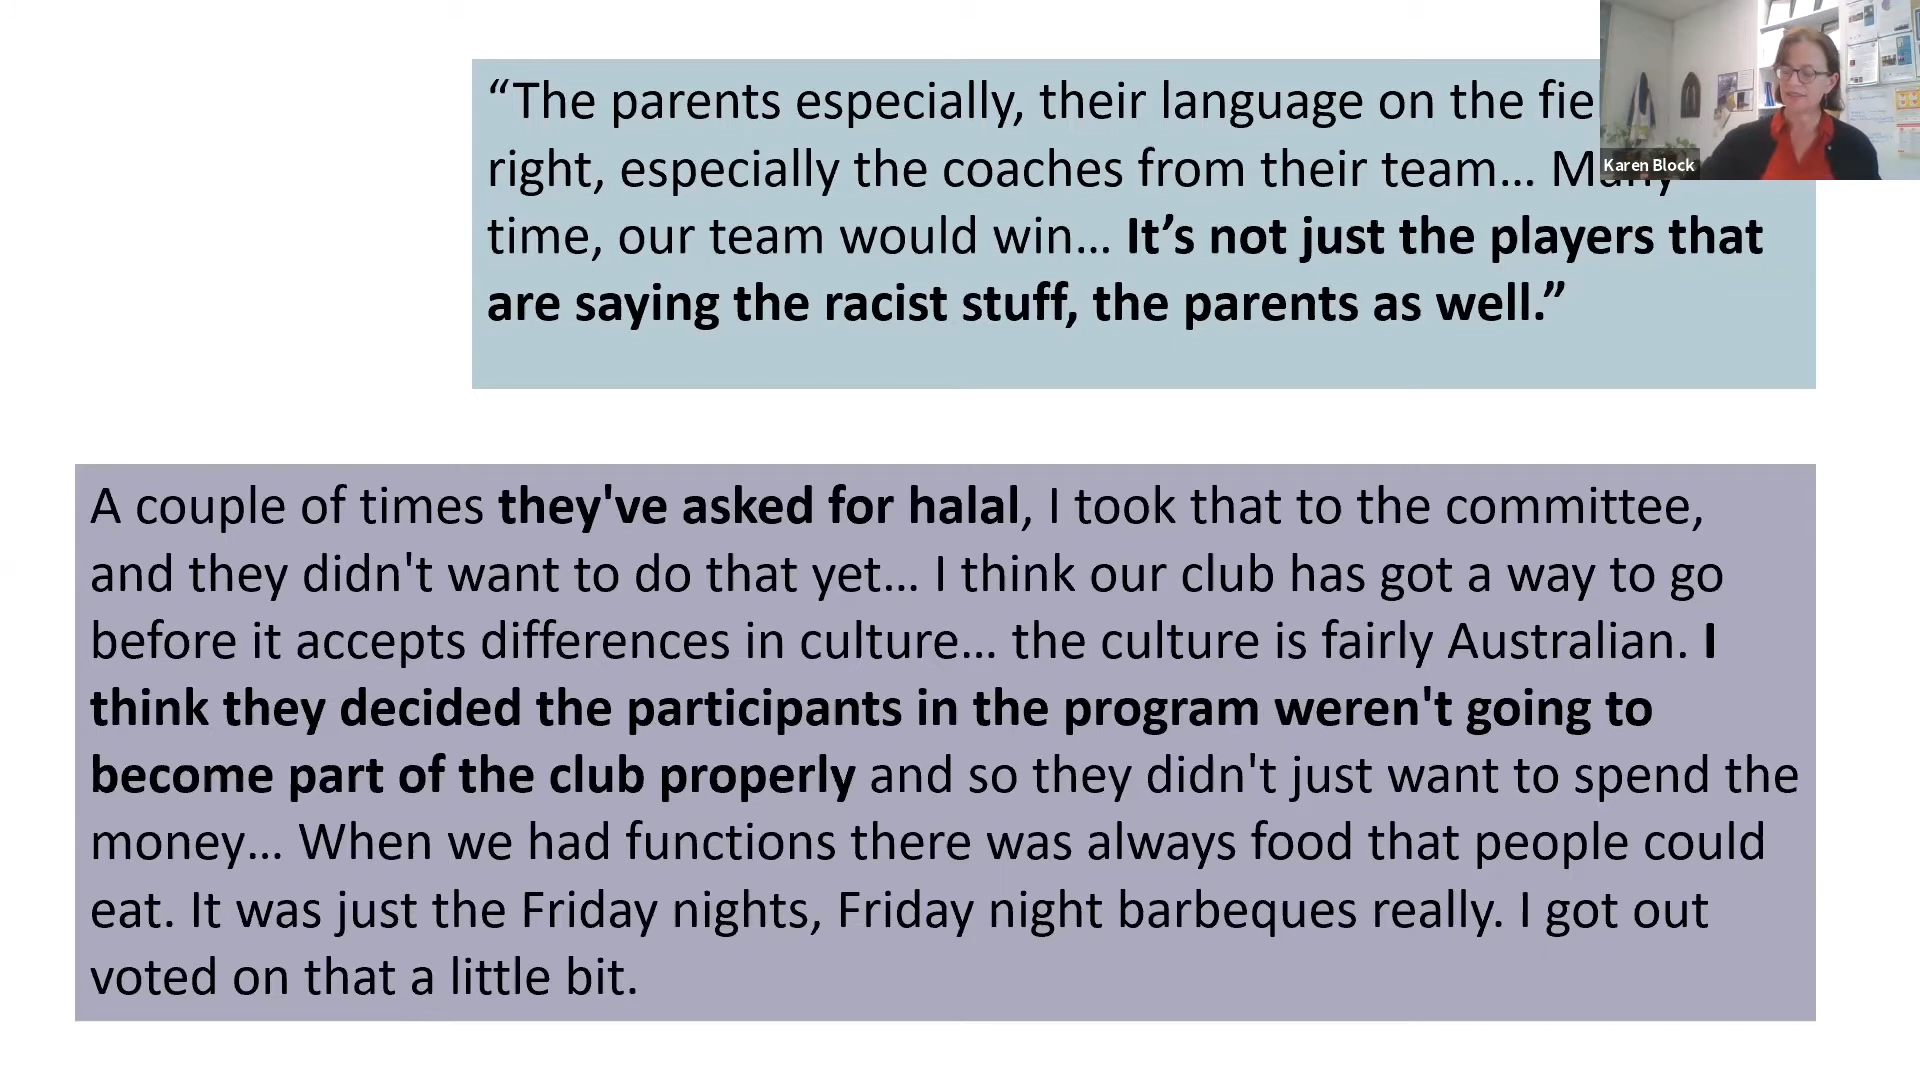 “The parents especially, their language on the fie
right, especially the coaches from their team… Many
time, our team would win… It’s not just the players that
are saying the racist stuff, the parents as well.”
Karen Block
A couple of times they've asked for halal, I took that to the committee,
and they didn't want to do that yet… I think our club has got a way to go
before it accepts differences in culture… the culture is fairly Australian. I
think they decided the participants in the program weren't going to
become part of the club properly and so they didn't just want to spend the
money… When we had functions there was always food that people could
eat. It was just the Friday nights, Friday night barbeques really. I got out
voted on that a little bit.